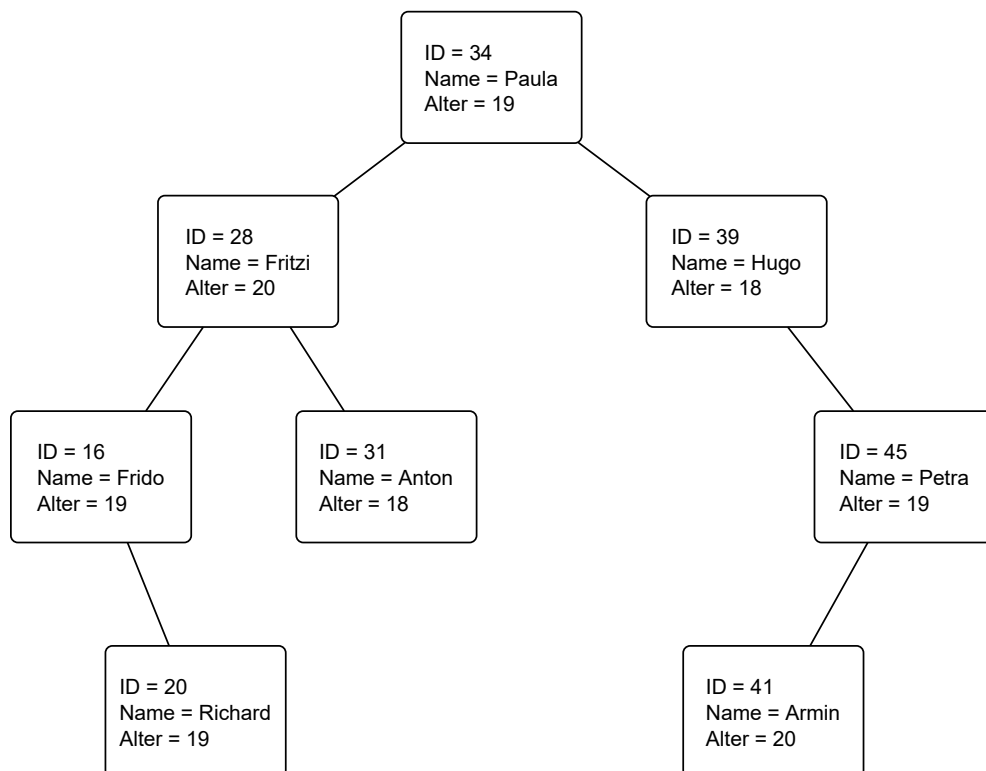 ID = 34
Name = Paula
Alter = 19
ID = 28
Name = Fritzi
Alter = 20
ID = 39
Name = Hugo
Alter = 18
ID = 16
Name = Frido
Alter = 19
ID = 31
Name = Anton
Alter = 18
ID = 45
Name = Petra
Alter = 19
ID = 20
Name = Richard
Alter = 19
ID = 41
Name = Armin
Alter = 20